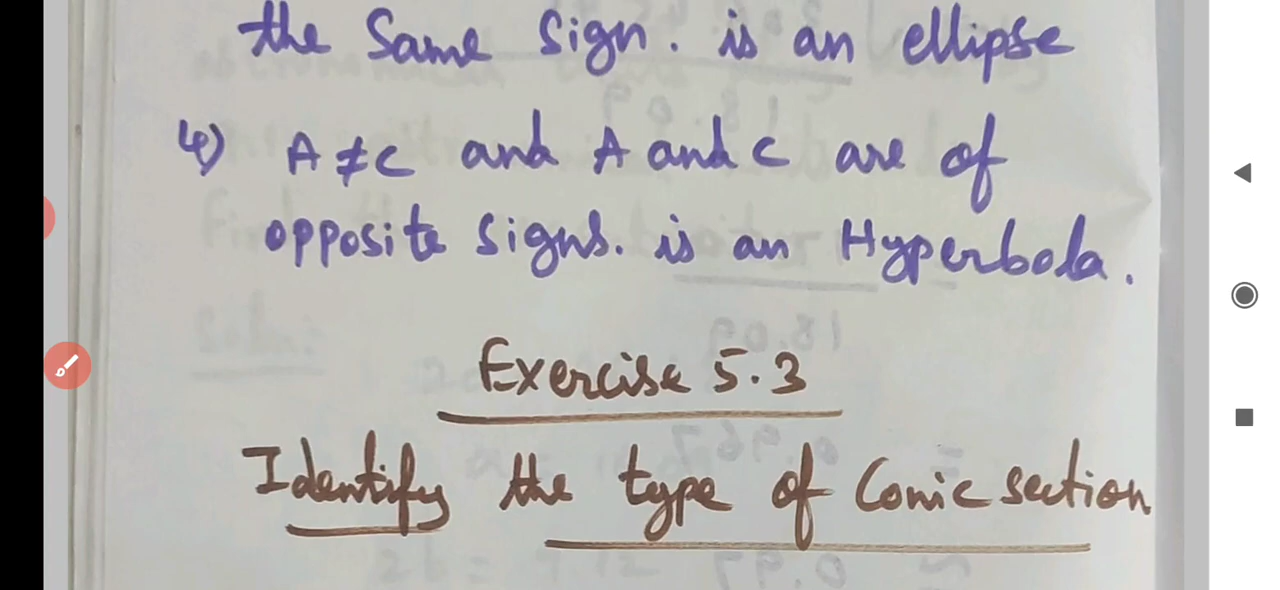 the Same Sign. is an ellipse
4) A ≠ C and A and C are of
opposite Signs. is an Hyperbola.
Exercise 5.3
Identify the type of Conic section